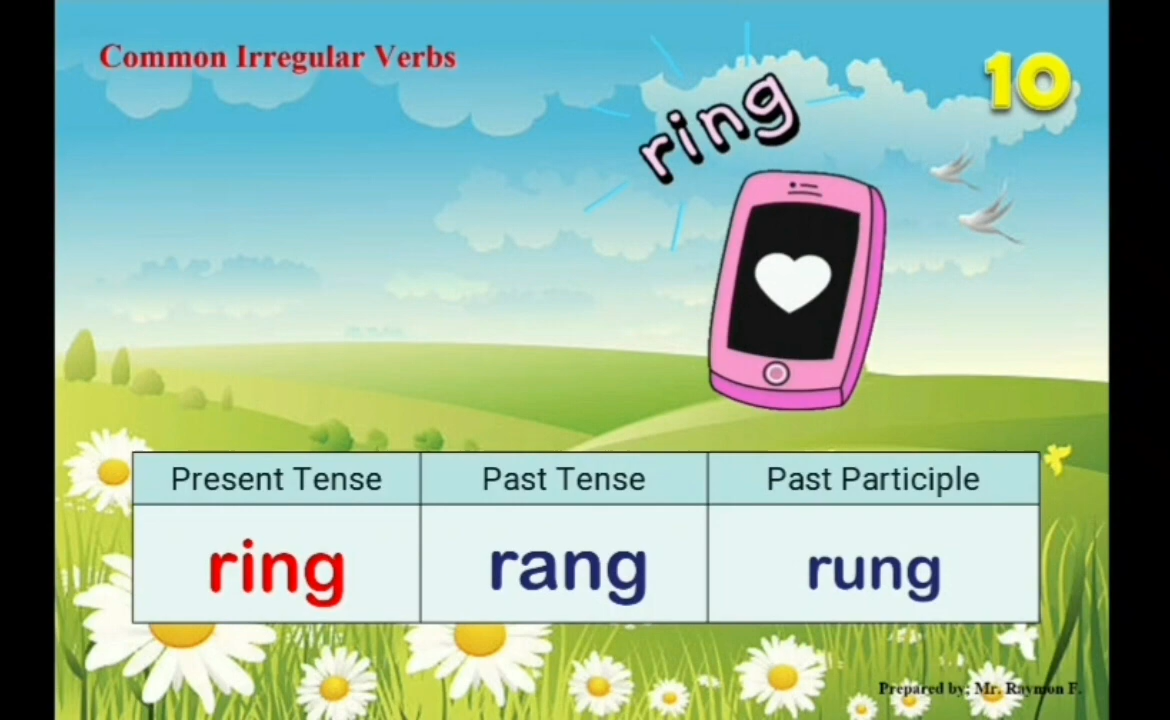 Common Irregular Verbs
10
ring
Present Tense Past Tense Past Participle
ring rang rung
Prepared by: Mr. Raymon F.